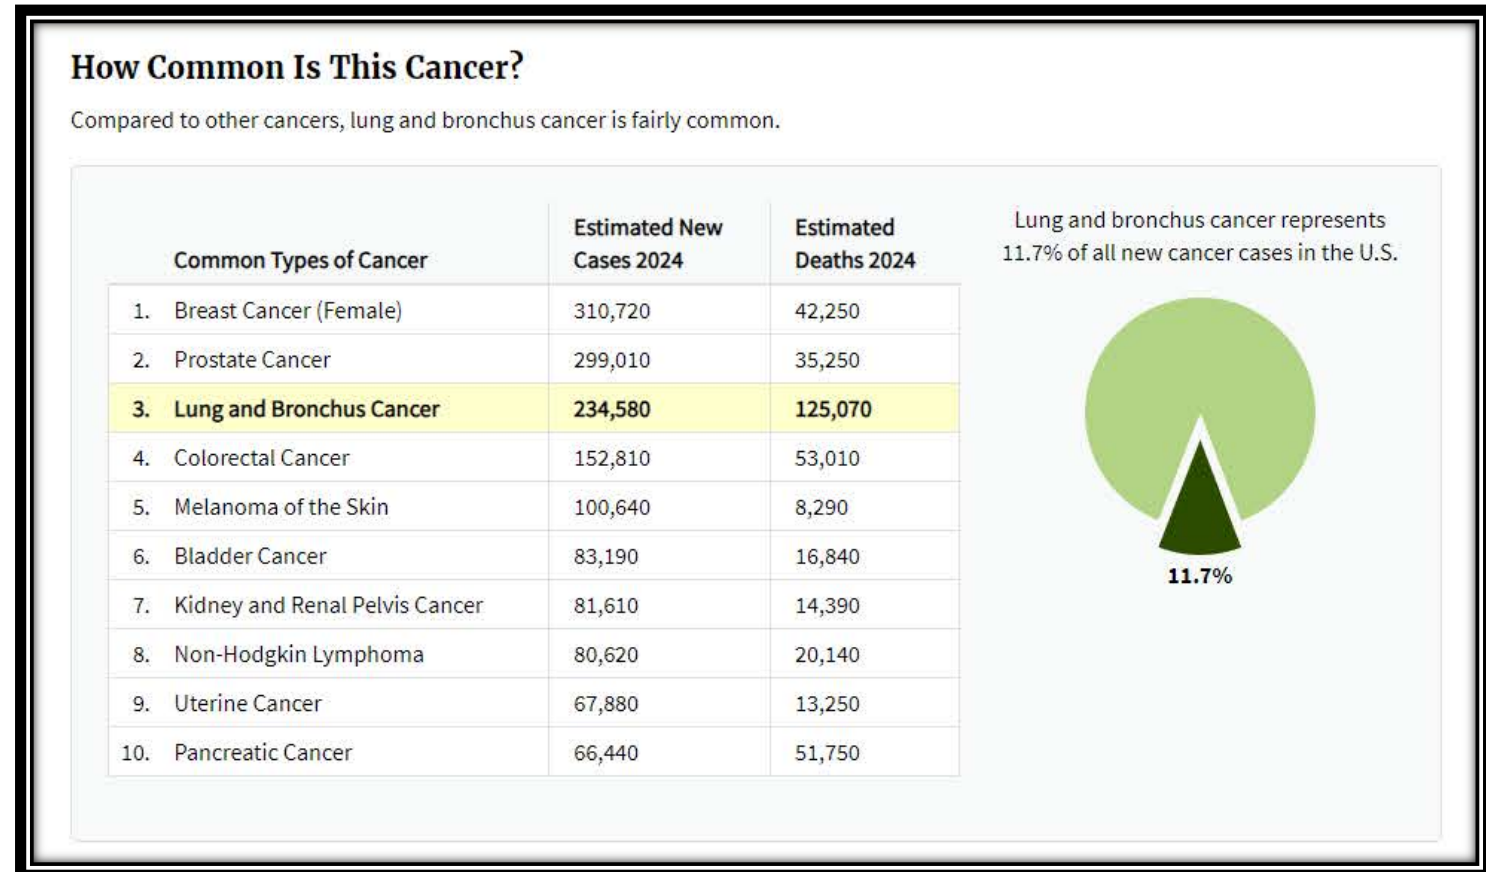 How Common Is This Cancer?
Compared to other cancers, lung and bronchus cancer is fairly common.
Common Types of Cancer Estimated New Cases 2024 Estimated Deaths 2024
1. Breast Cancer (Female) 310,720 42,250
2. Prostate Cancer 299,010 35,250
3. Lung and Bronchus Cancer 234,580 125,070
4. Colorectal Cancer 152,810 53,010
5. Melanoma of the Skin 100,640 8,290
6. Bladder Cancer 83,190 16,840
7. Kidney and Renal Pelvis Cancer 81,610 14,390
8. Non-Hodgkin Lymphoma 80,620 20,140
9. Uterine Cancer 67,880 13,250
10. Pancreatic Cancer 66,440 51,750
Lung and bronchus cancer represents
11.7% of all new cancer cases in the U.S.
11.7%